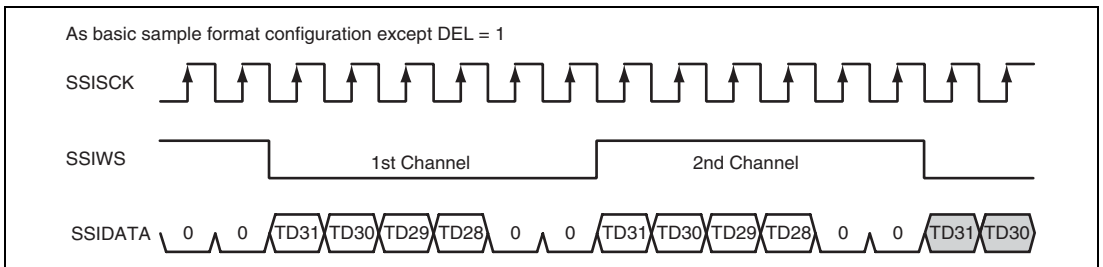 As basic sample format configuration except DEL = 1
SSISCK
SSIWS 1st Channel 2nd Channel
SSIDATA 0 0 TD31 TD30 TD29 TD28 0 0 TD31 TD30 TD29 TD28 0 0 TD31 TD30